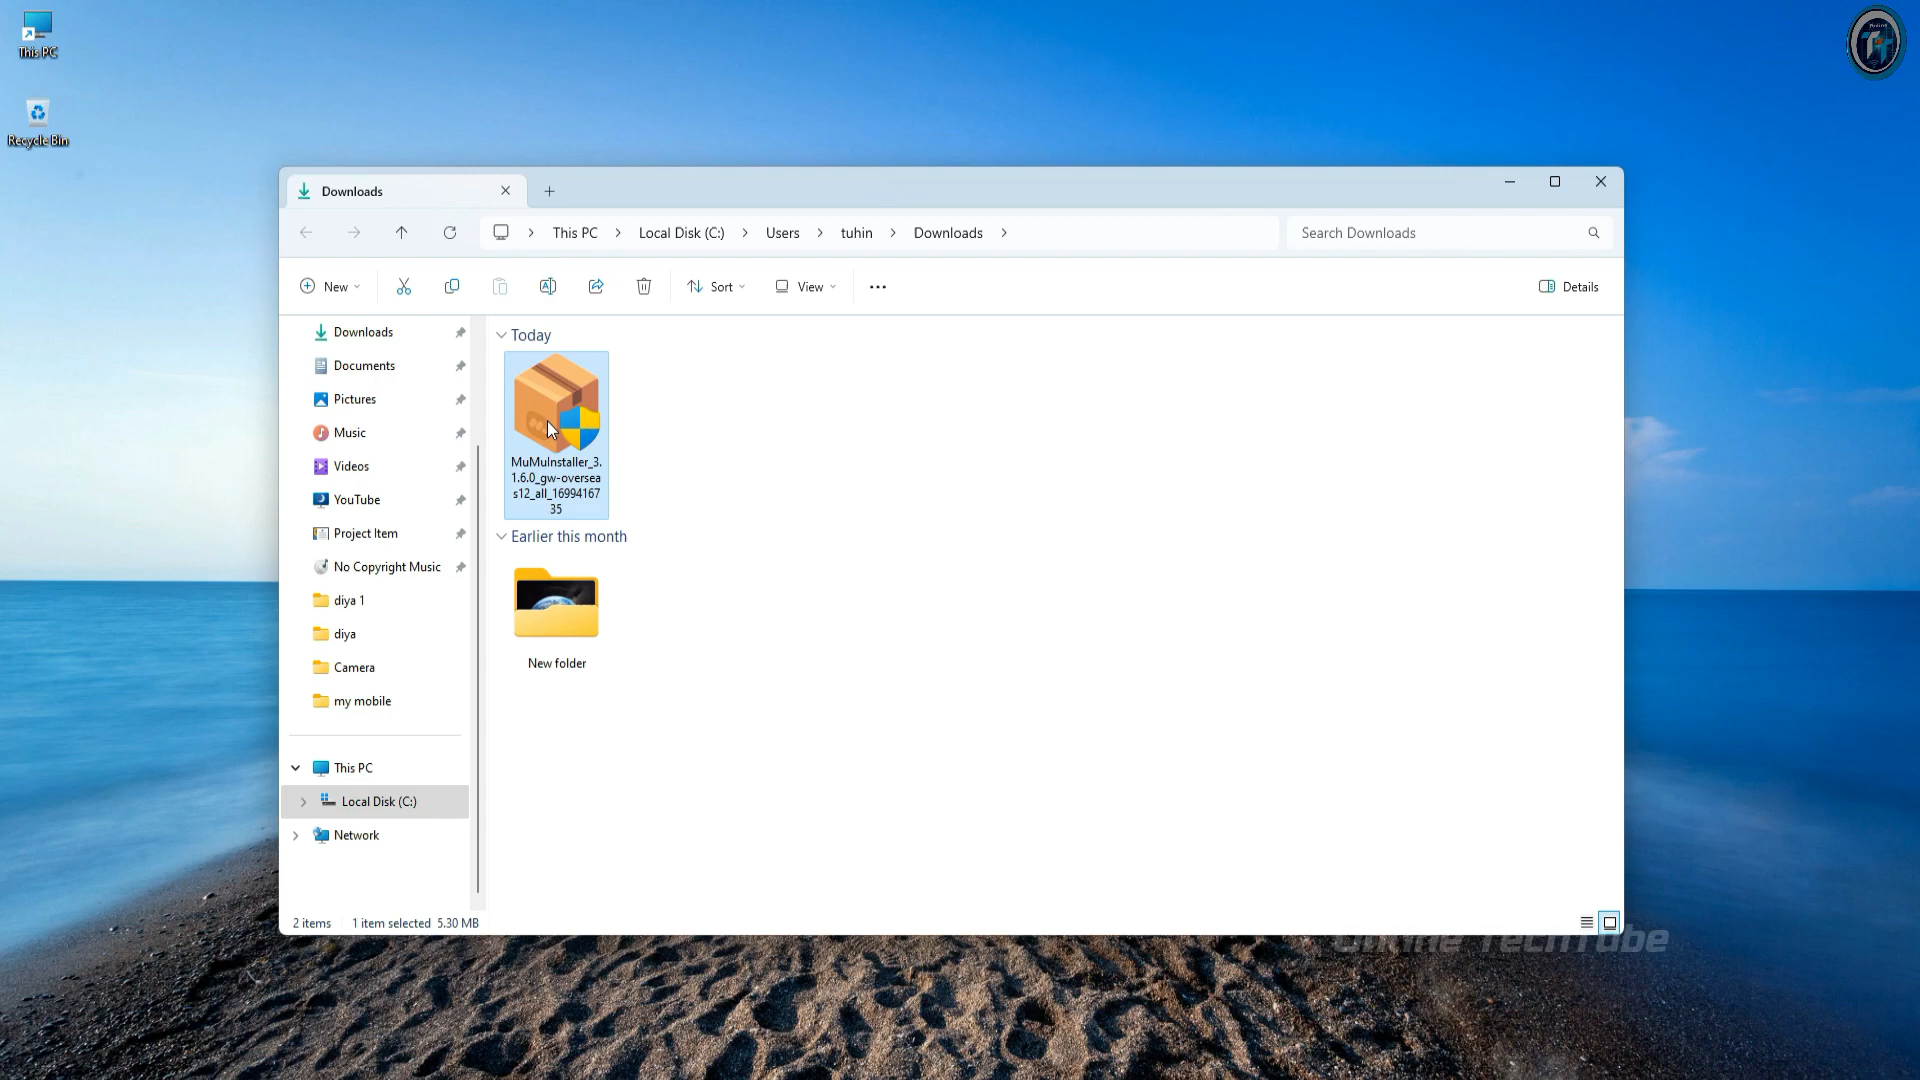 This PC
Recycle Bin
Downloads
This PC
Local Disk (C:)
Users
tuhin
Downloads
Search Downloads
New
Sort
View
Details
Downloads
Documents
Pictures
Music
Videos
YouTube
Project Item
No Copyright Music
diya 1
diya
Camera
my mobile
This PC
Local Disk (C:)
Network
Today
MuMuInstaller_3.
1.6.0_gw-oversea
s12_all_16994167
35
Earlier this month
New folder
2 items
1 item selected 5.30 MB
Online TechTube